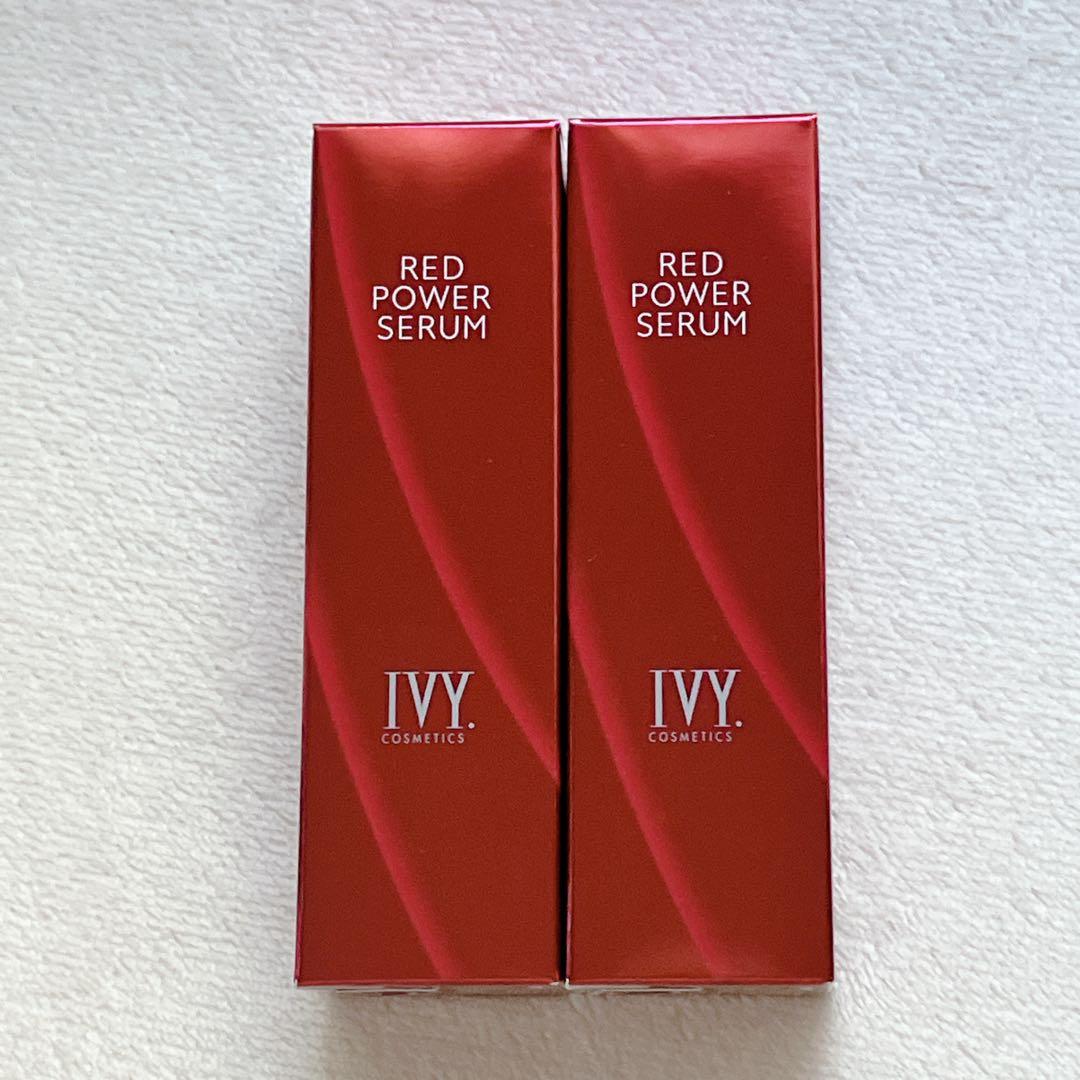 RED
POWER
SERUM
IVY.
COSMETICS
RED
POWER
SERUM
IVY.
COSMETICS